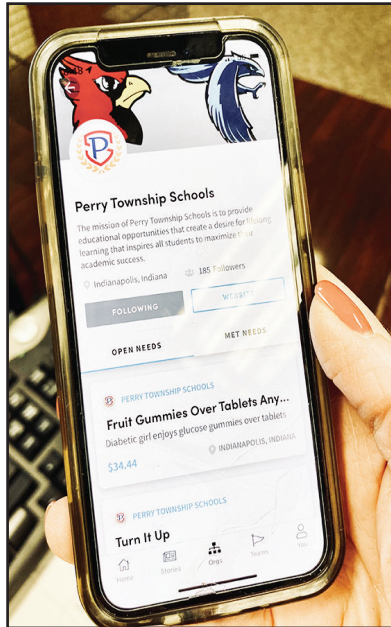 P
Perry Township Schools
The mission of Perry Township Schools is to provide
educational opportunities that create a desire for lifelong
learning that inspires all students to maximize their
academic success.
Indianapolis, Indiana 185 Followers
FOLLOWING WEBSITE
OPEN NEEDS MET NEEDS
PERRY TOWNSHIP SCHOOLS
Fruit Gummies Over Tablets Any...
Diabetic girl enjoys glucose gummies over tablets
$34.44 INDIANAPOLIS, INDIANA
PERRY TOWNSHIP SCHOOLS
Turn It Up
Home Stories Orgs Teams You